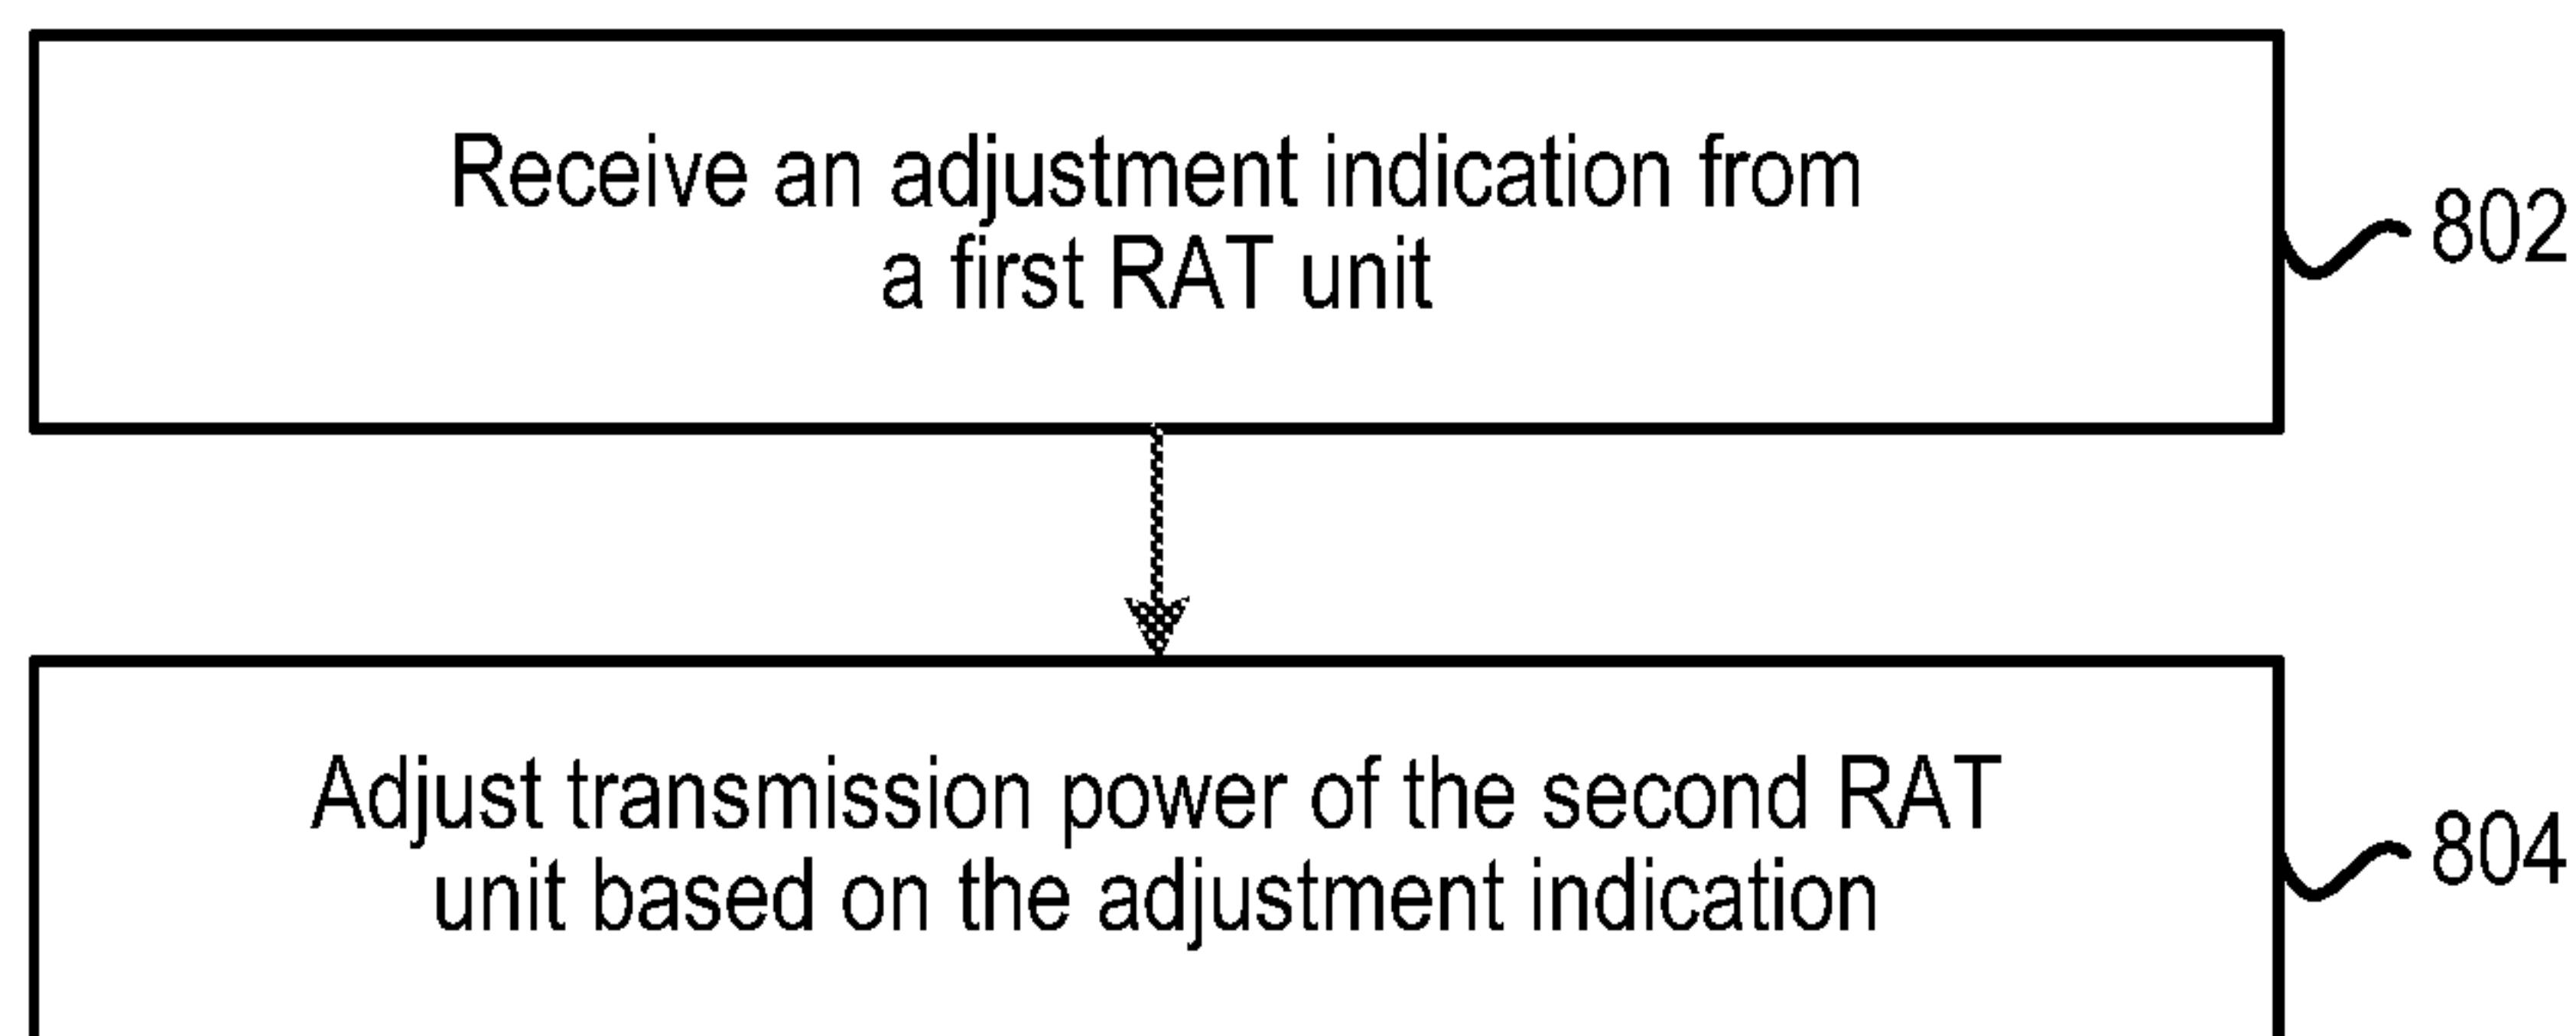 Receive an adjustment indication from
a first RAT unit
802
Adjust transmission power of the second RAT
unit based on the adjustment indication
804